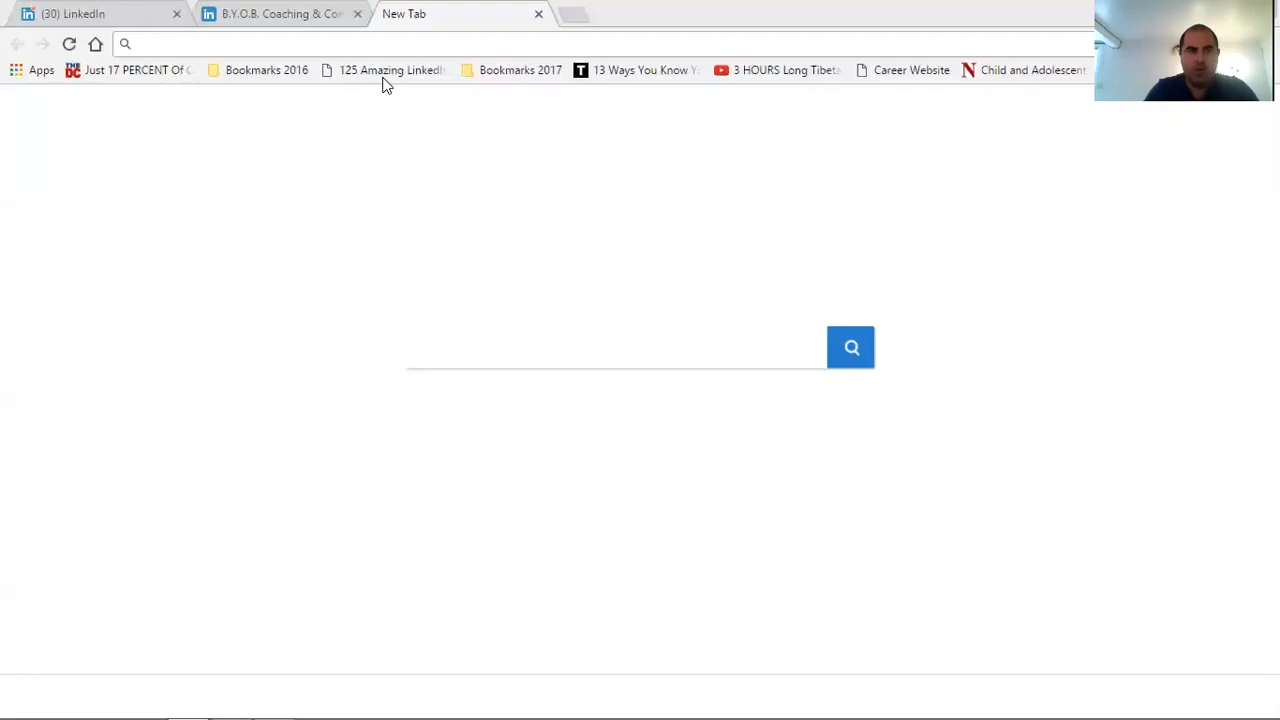 (30) LinkedIn
B.Y.O.B. Coaching & Co
New Tab
Apps
Just 17 PERCENT Of
Bookmarks 2016
125 Amazing LinkedIn
Bookmarks 2017
13 Ways You Know Y
3 HOURS Long Tibeta
Career Website
Child and Adolescent